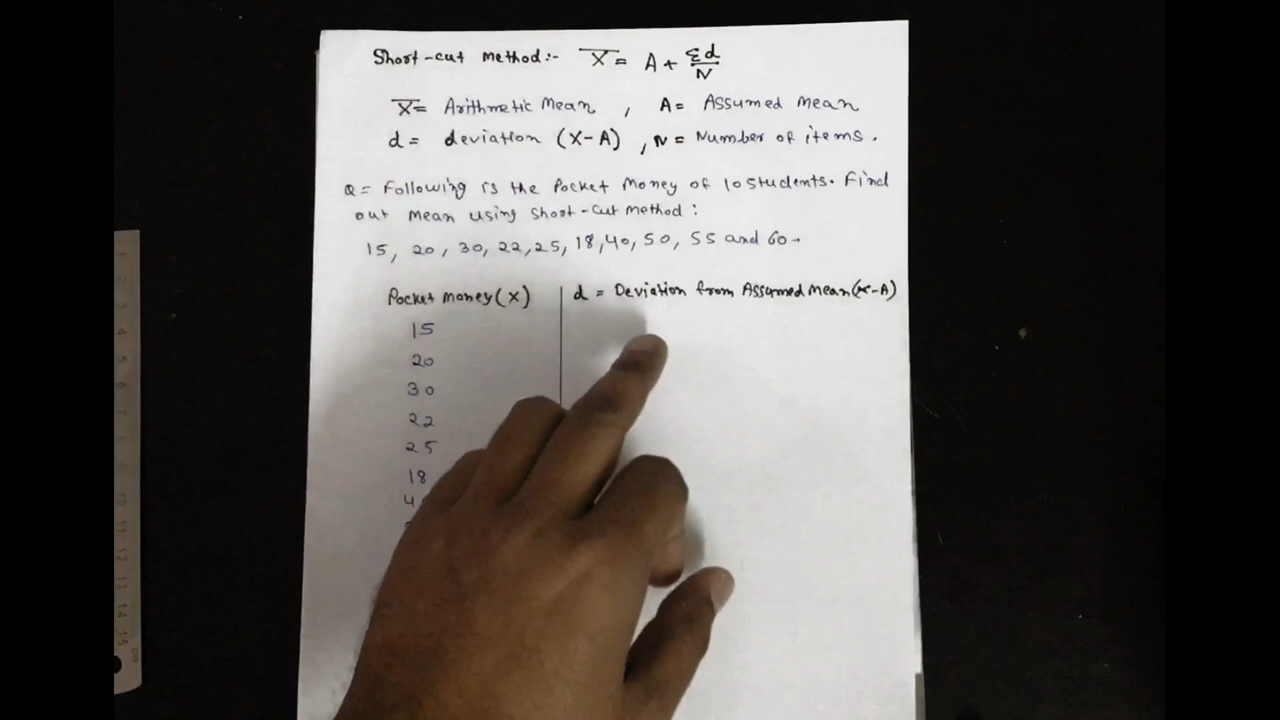 Short-cut Method:- X̅ = A + Σd/N
X̅ = Arithmetic Mean, A = Assumed Mean
d = deviation (X-A), N = Number of items.
Q = Following is the Pocket Money of 10 Students. Find
out Mean using Short-Cut Method:
15, 20, 30, 22, 25, 18, 40, 50, 55 and 60-
Pocket Money (X) d = Deviation from Assumed Mean (X-A)
15
20
30
22
25
18
4